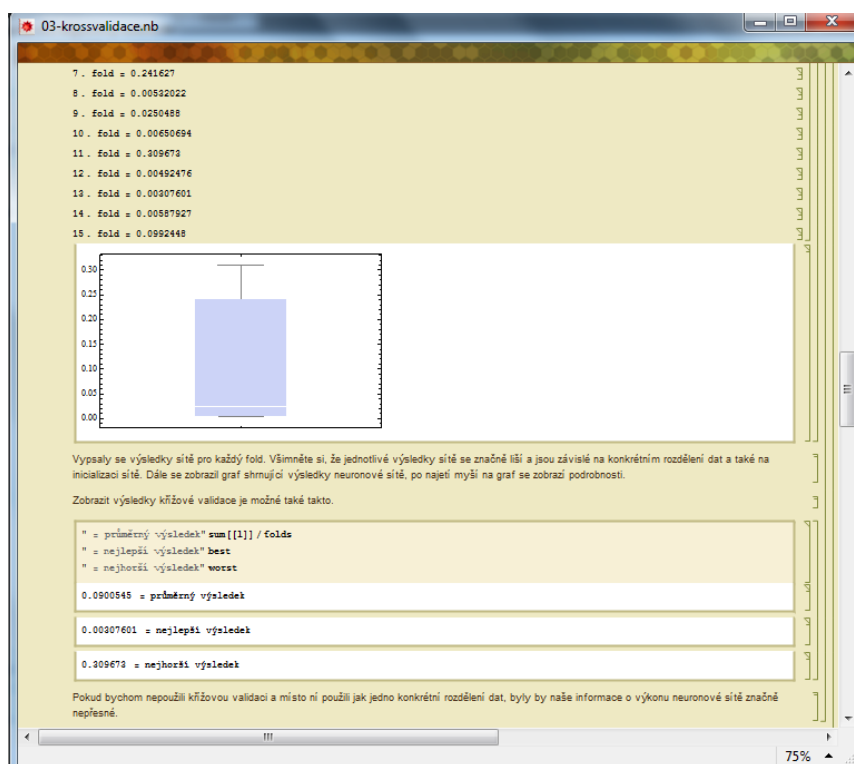 03-krossvalidace.nb
7. fold = 0.241627
8. fold = 0.00532022
9. fold = 0.0250488
10. fold = 0.00650694
11. fold = 0.309673
12. fold = 0.00492476
13. fold = 0.00307601
14. fold = 0.00587927
15. fold = 0.0992448
0.30
0.25
0.20
0.15
0.10
0.05
0.00
Vypsaly se výsledky sítě pro každý fold. Všimněte si, že jednotlivé výsledky sítě se značně liší a jsou závislé na konkrétním rozdělení dat a také na
inicializaci sítě. Dále se zobrazil graf shrnující výsledky neuronové sítě, po najetí myší na graf se zobrazí podrobnosti.
Zobrazit výsledky křížové validace je možné také takto.
" = průměrný výsledek" sum[[1]] / folds
" = nejlepší výsledek" best
" = nejhorší výsledek" worst
0.0900545 = průměrný výsledek
0.00307601 = nejlepší výsledek
0.309673 = nejhorší výsledek
Pokud bychom nepoužili křížovou validaci a místo ní použili jak jedno konkrétní rozdělení dat, byly by naše informace o výkonu neuronové sítě značně
nepřesné.
75%